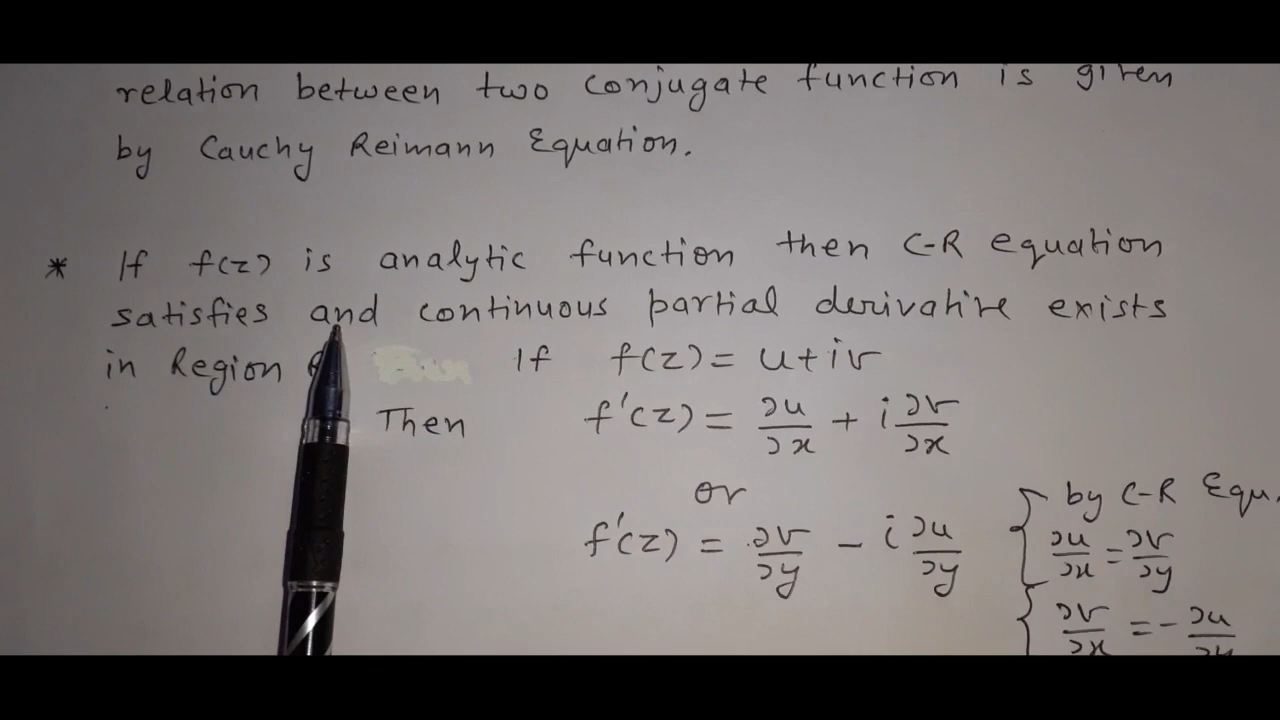 relation between two conjugate function is given
by Cauchy Reimann Equation.
* If f(z) is analytic function then C-R equation
satisfies and continuous partial derivative exists
in Region If f(z) = u+iv
Then f'(z) = ∂u/∂x + i ∂v/∂x
or
f'(z) = ∂v/∂y - i ∂u/∂y
by C-R Equ.
∂u/∂x = ∂v/∂y
∂v/∂x = - ∂u/∂y